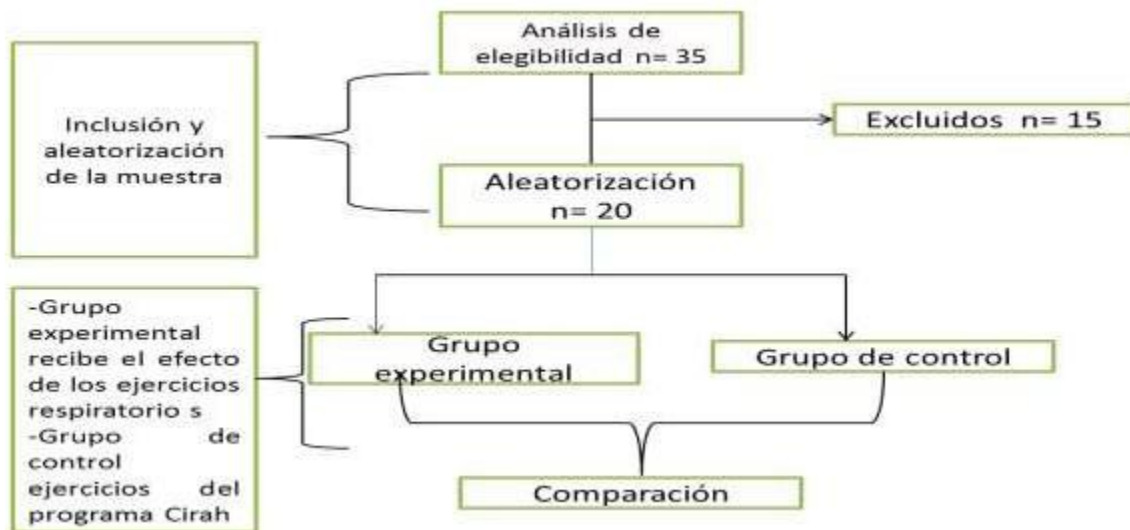 Análisis de
elegibilidad n= 35
Inclusión y
aleatorización
de la muestra
Excluidos n= 15
Aleatorización
n= 20
-Grupo
experimental
recibe el efecto
de los ejercicios
respiratorio s
-Grupo de
control
ejercicios del
programa Cirah
Grupo
experimental
Grupo de control
Comparación